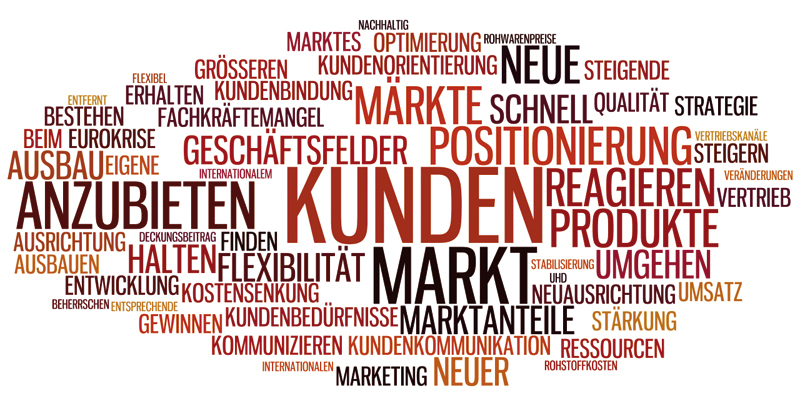 NACHHALTIG
MARKTES OPTIMIERUNG ROHWARENPREISE
GRÖSSEREN KUNDENORIENTIERUNG NEUE STEIGENDE
FLEXIBEL
ENTFERNT ERHALTEN KUNDENBINDUNG MÄRKTE SCHNELL QUALITÄT STRATEGIE
BESTEHEN FACHKRÄFTEMANGEL
BEIM EUROKRISE GESCHÄFTSFELDER POSITIONIERUNG VERTRIEBSKANÄLE
STEIGERN
AUSBAU EIGENE INTERNATIONALEM VERÄNDERUNGEN
ANZUBIETEN KUNDEN REAGIEREN VERTRIEB
PRODUKTE
AUSRICHTUNG DECKUNGSBEITRAG FINDEN
AUSBAUEN HALTEN FLEXIBILITÄT MARKT STABILISIERUNG UMGEHEN
UHD
ENTWICKLUNG KOSTENSENKUNG NEUAUSRICHTUNG UMSATZ
BEHERRSCHEN ENTSPRECHENDE
GEWINNEN KUNDENBEDÜRFNISSE MARKTANTEILE STÄRKUNG
KOMMUNIZIEREN KUNDENKOMMUNIKATION RESSOURCEN
INTERNATIONALEN MARKETING NEUER ROHSTOFFKOSTEN